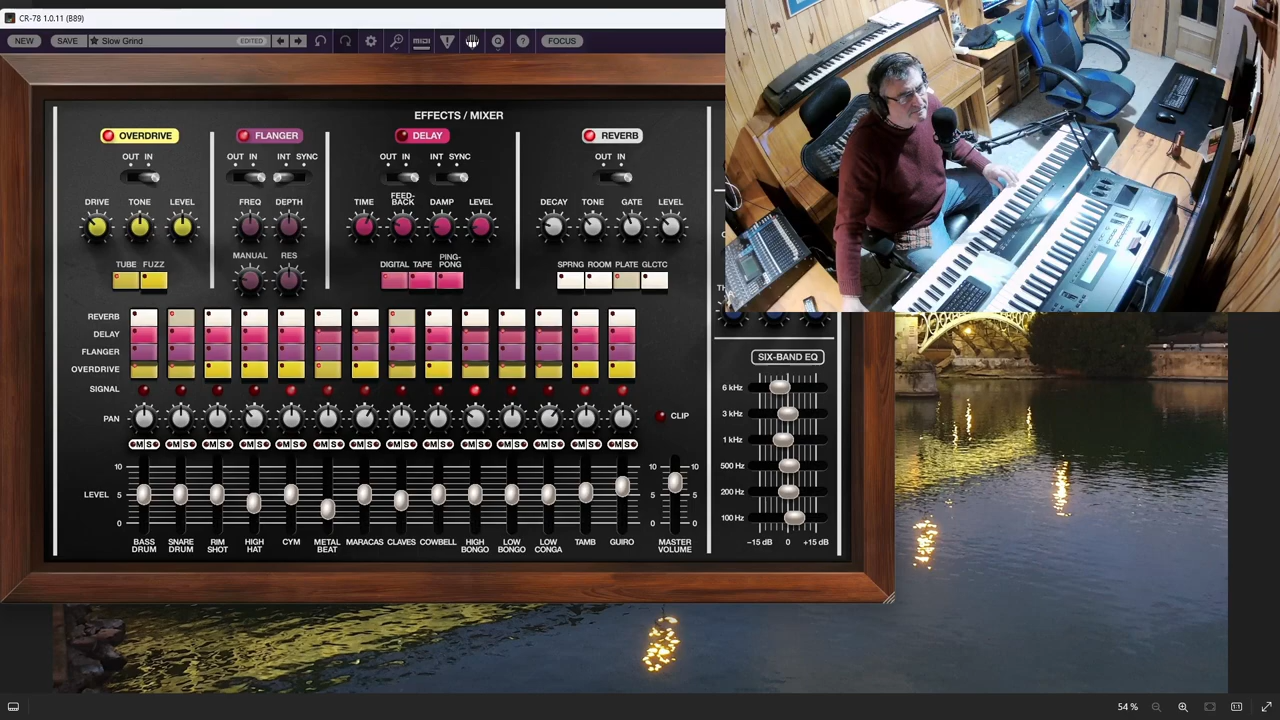 CR-78 1.0.11 (B89)
NEW SAVE Slow Grind EDITED midi Q ? FOCUS
EFFECTS / MIXER
OVERDRIVE FLANGER DELAY REVERB
OUT IN OUT IN INT SYNC OUT IN INT SYNC OUT IN
DRIVE TONE LEVEL FREQ DEPTH TIME FEED-BACK DAMP LEVEL DECAY TONE GATE LEVEL
MANUAL RES
TUBE FUZZ DIGITAL TAPE PING-PONG SPRNG ROOM PLATE GLCTC
REVERB
DELAY
FLANGER
OVERDRIVE
SIGNAL
PAN CLIP
M S M S M S M S M S M S M S M S M S M S M S M S M S M S
10 10 10
LEVEL 5 5 5
0 0 0
BASS DRUM SNARE DRUM RIM SHOT HIGH HAT CYM METAL BEAT MARACAS CLAVES COWBELL HIGH BONGO LOW BONGO LOW CONGA TAMB GUIRO MASTER VOLUME
SIX-BAND EQ
6 kHz
3 kHz
1 kHz
500 Hz
200 Hz
100 Hz
−15 dB 0 +15 dB
54 %